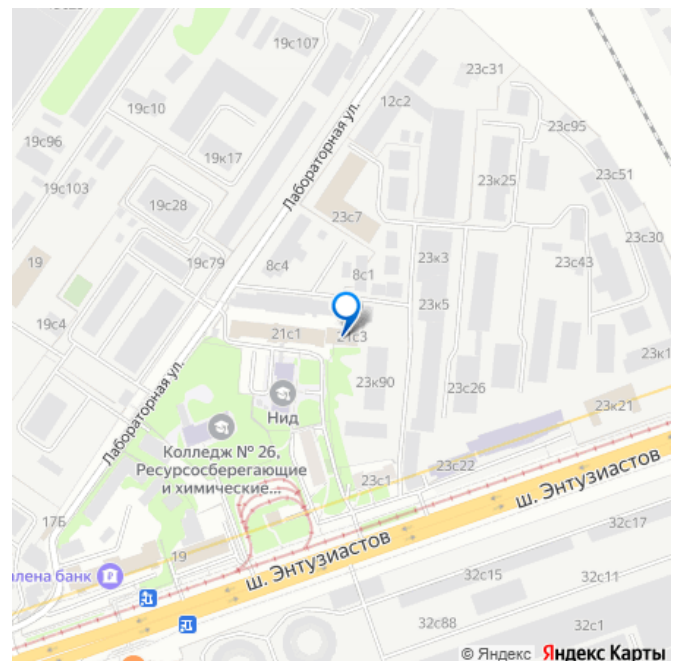 19с107
23с31
12с2
19с10
23с95
19с96
Лабораторная ул.
19к17
23к25
23с51
19с103
19с28
23с7
23с30
19
19с79
8с4
8с1
23к3
23с43
23к5
19с4
21с1
21с3
23к1
23к90
23с26
Лабораторная ул.
Нид
23к21
Колледж № 26,
Ресурсосберегающие
и химические...
23с1
23с22
ш. Энтузиастов
17Б
32с17
19
ш. Энтузиастов
лена банк
32с15
32с11
32с88
32с1
© Яндекс Яндекс Карты